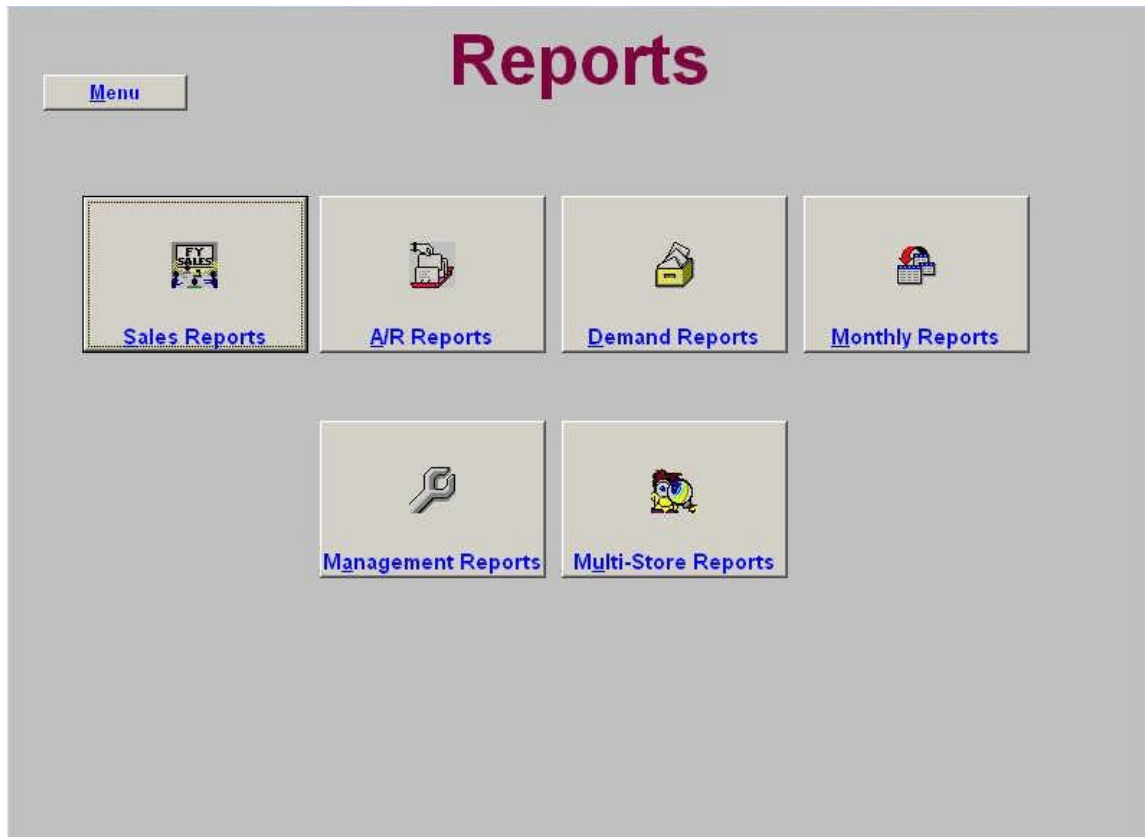 Reports
Menu
FY
SALES
Sales Reports
A/R Reports
Demand Reports
Monthly Reports
Management Reports
Multi-Store Reports